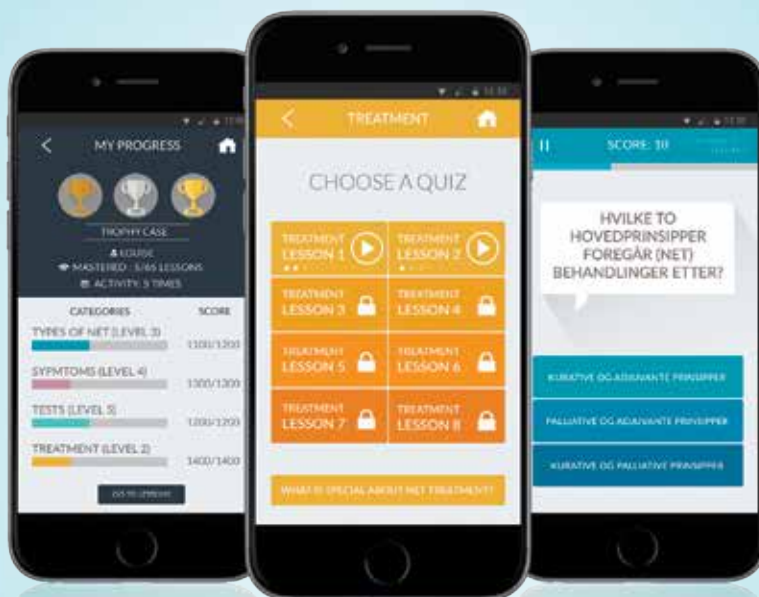 MY PROGRESS
TROPHY CASE
LOUISE
MASTERED : 5/65 LESSONS
ACTIVITY: 5 TIMES
CATEGORIES SCORE
TYPES OF NET (LEVEL 3)
1100/1200
SYPMTOMS (LEVEL 4)
1300/1300
TESTS (LEVEL 5)
1200/1200
TREATMENT (LEVEL 2)
1400/1400
TREATMENT
CHOOSE A QUIZ
TREATMENT
LESSON 1
TREATMENT
LESSON 2
TREATMENT
LESSON 3
TREATMENT
LESSON 4
TREATMENT
LESSON 5
TREATMENT
LESSON 6
TREATMENT
LESSON 7
TREATMENT
LESSON 8
WHAT IS SPECIAL ABOUT NET TREATMENT?
SCORE: 10
HVILKE TO
HOVEDPRINSIPPER
FOREGÅR (NET)
BEHANDLINGER ETTER?
KURATIVE OG ADJUVANTE PRINSIPPER
PALLIATIVE OG ADJUVANTE PRINSIPPER
KURATIVE OG PALLIATIVE PRINSIPPER